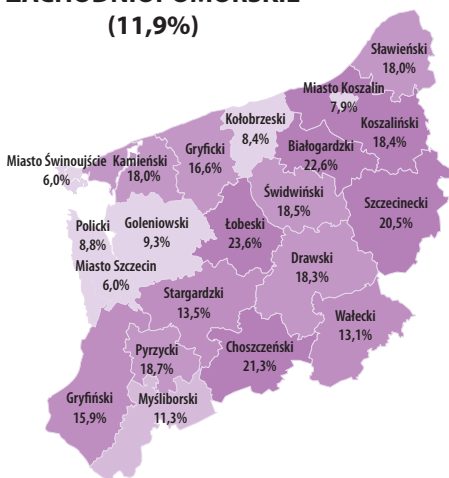 ZACHODNIOPOMORSKIE
(11,9%)
Sławieński
18,0%
Miasto Koszalin
7,9%
Kołobrzeski
8,4%
Koszaliński
18,4%
Białogardzki
22,6%
Gryficki
16,6%
Miasto Świnoujście
6,0%
Kamieński
18,0%
Świdwiński
18,5%
Szczecinecki
20,5%
Policki
8,8%
Goleniowski
9,3%
Łobeski
23,6%
Miasto Szczecin
6,0%
Drawski
18,3%
Stargardzki
13,5%
Wałecki
13,1%
Pyrzycki
18,7%
Choszczeński
21,3%
Gryfiński
15,9%
Myśliborski
11,3%